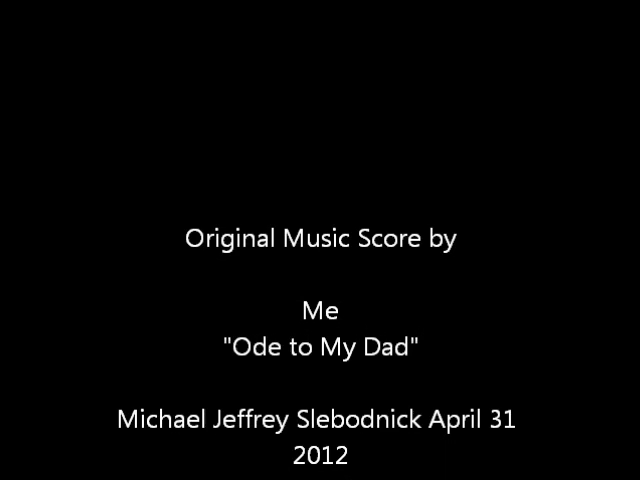 Original Music Score by
Me
"Ode to My Dad"
Michael Jeffrey Slebodnick April 31
2012